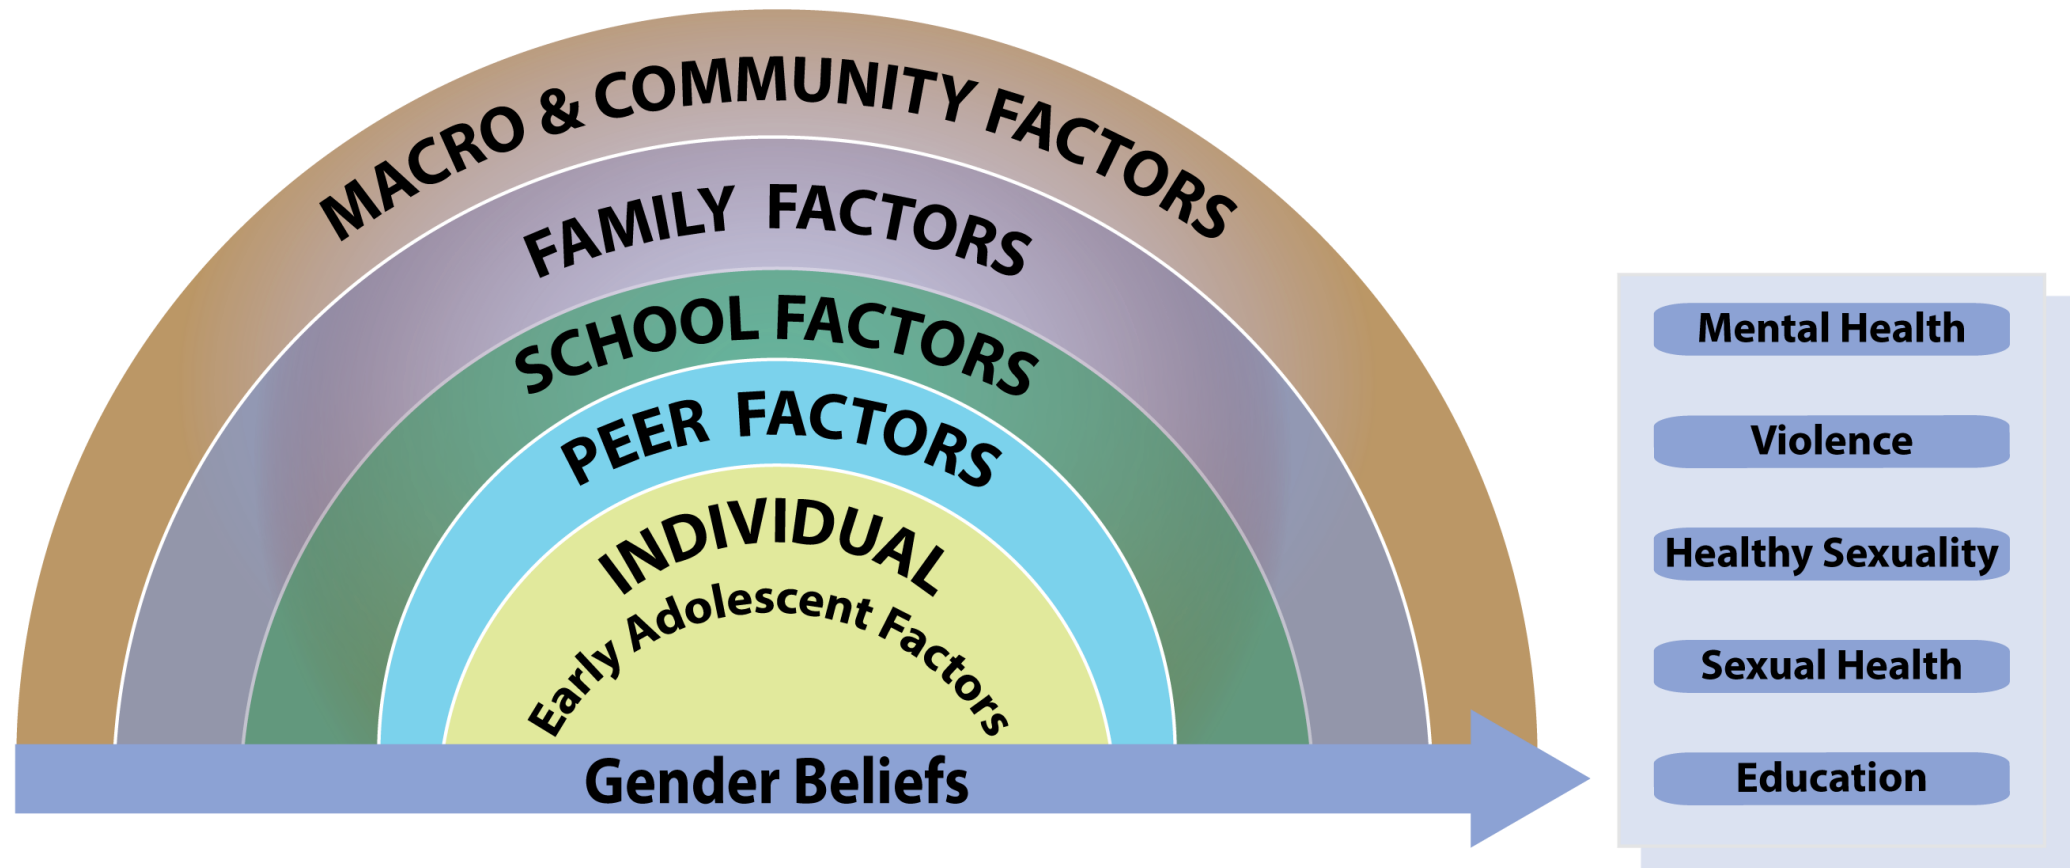 MACRO & COMMUNITY FACTORS
FAMILY FACTORS
SCHOOL FACTORS
PEER FACTORS
INDIVIDUAL
Early Adolescent Factors
Gender Beliefs
Mental Health
Violence
Healthy Sexuality
Sexual Health
Education